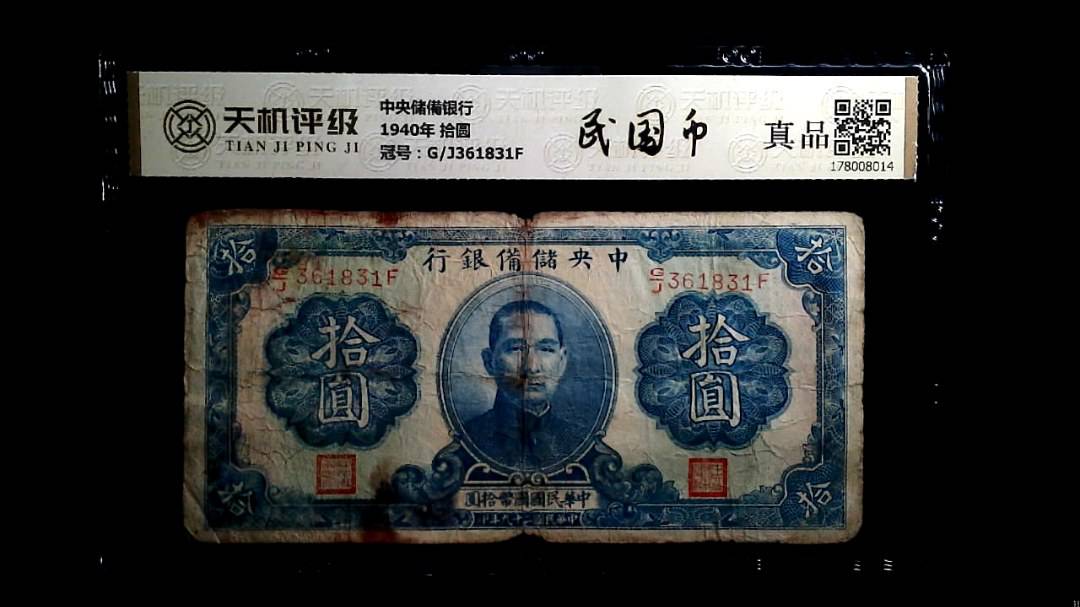 天机评级
TIAN JI PING JI
中央储備银行
1940年 拾圆
冠号：G/J361831F
民国币
真品
178008014
行銀備儲央中
拾
拾
G/J 361831F
G/J 361831F
拾圓
拾圓
圓拾幣國國民華中
拾
拾